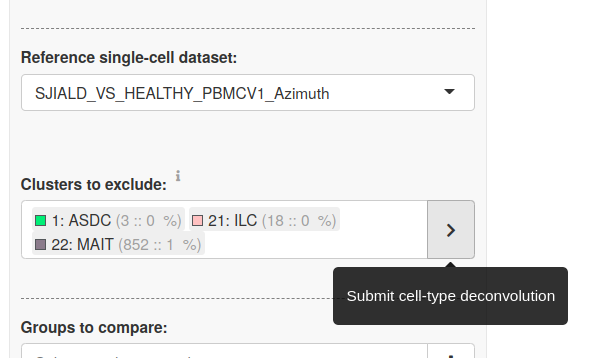 Reference single-cell dataset:
SJIALD_VS_HEALTHY_PBMCV1_Azimuth
Clusters to exclude: i
1: ASDC (3 :: 0 %) 21: ILC (18 :: 0 %)
22: MAIT (852 :: 1 %)
Submit cell-type deconvolution
Groups to compare: